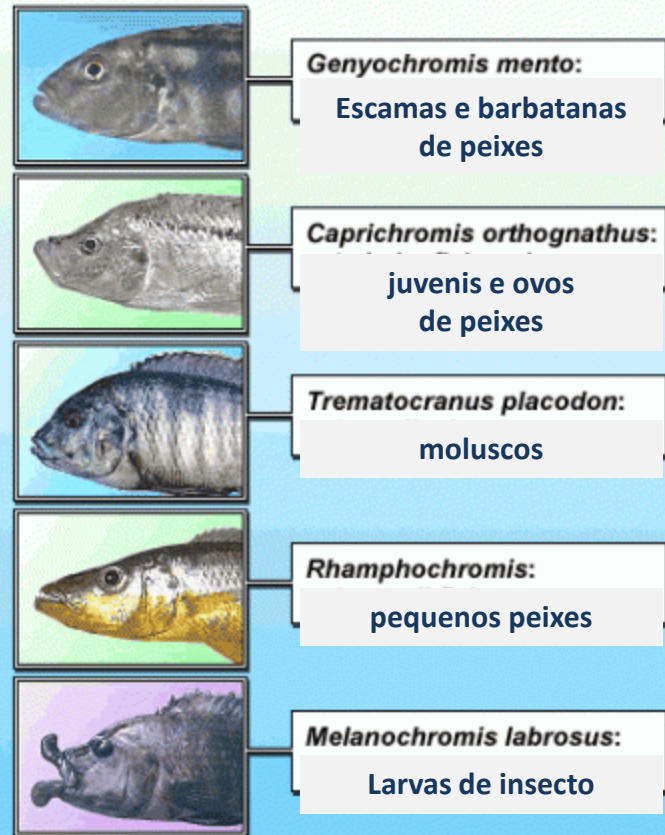 Genyochromis mento:
Escamas e barbatanas
de peixes
Caprichromis orthognathus:
juvenis e ovos
de peixes
Trematocranus placodon:
moluscos
Rhamphochromis:
pequenos peixes
Melanochromis labrosus:
Larvas de insecto